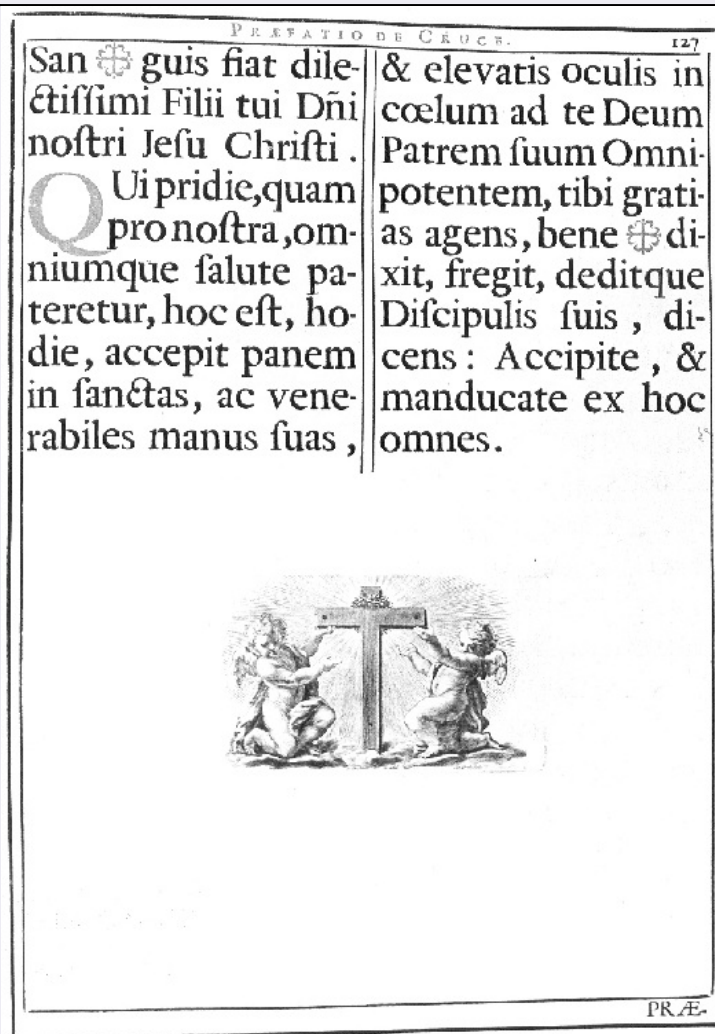 PRÆFATIO DE CRUCE.
127
San ✠ guis fiat dile-
ctiſſimi Filii tui Dñi
noſtri Jeſu Chriſti .
QUi pridie,quam
pro noſtra,om-
niumque ſalute pa-
teretur, hoc eſt, ho-
die, accepit panem
in ſanctas, ac vene-
rabiles manus ſuas ,
& elevatis oculis in
cœlum ad te Deum
Patrem ſuum Omni-
potentem, tibi grati-
as agens, bene ✠ di-
xit, fregit, deditque
Diſcipulis ſuis , di-
cens : Accipite , &
manducate ex hoc
omnes.
PRÆ-